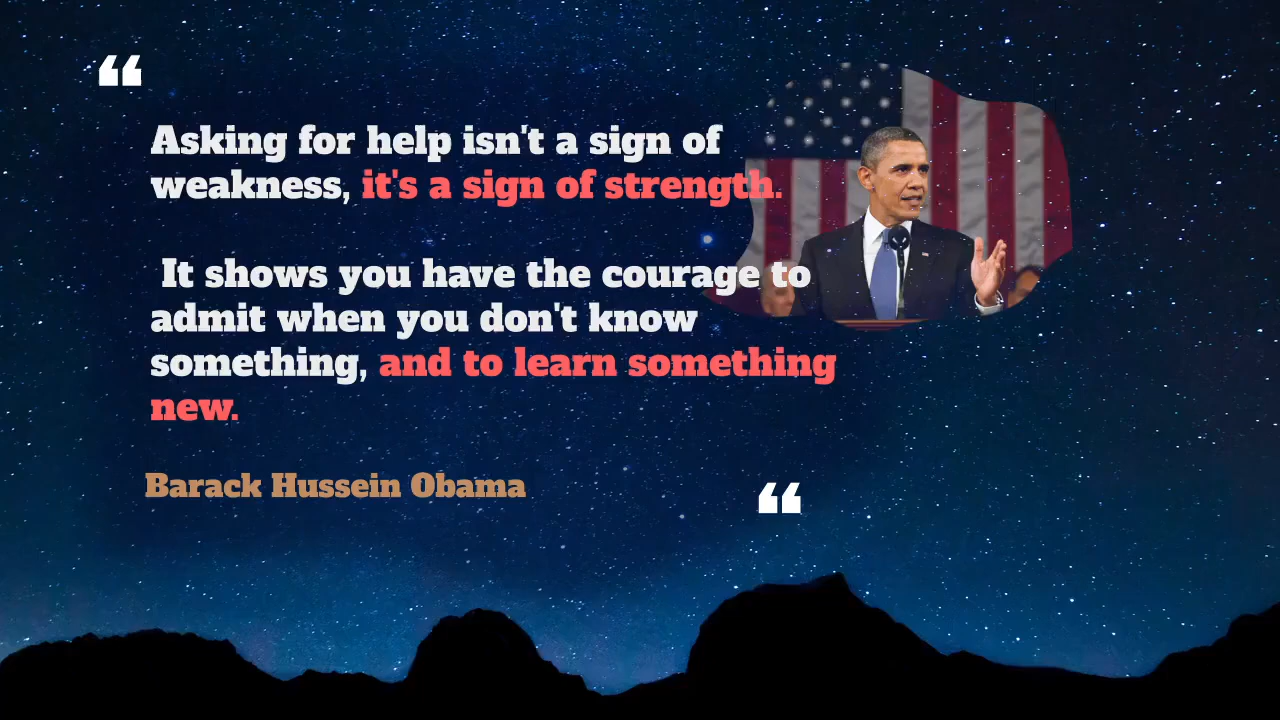 ❝
Asking for help isn't a sign of
weakness, it's a sign of strength.
It shows you have the courage to
admit when you don't know
something, and to learn something
new.
Barack Hussein Obama
❝